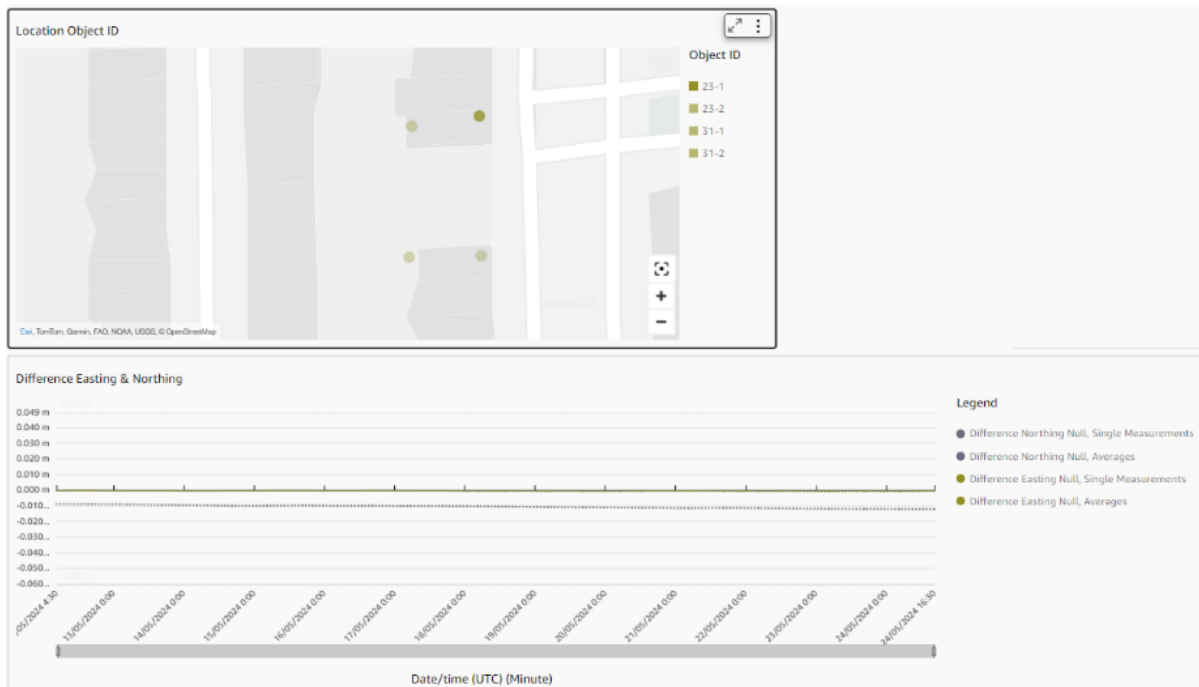 Location Object ID
Object ID
23-1
23-2
31-1
31-2
Esri, TomTom, Garmin, FAO, NOAA, USGS, © OpenStreetMap
Difference Easting & Northing
0.049 m
0.040 m
0.030 m
0.020 m
0.010 m
0.000 m
-0.010...
-0.020...
-0.030...
-0.040...
-0.050...
-0.060...
/05/2024 4:30
13/05/2024 0:00
14/05/2024 0:00
15/05/2024 0:00
16/05/2024 0:00
17/05/2024 0:00
18/05/2024 0:00
19/05/2024 0:00
20/05/2024 0:00
21/05/2024 0:00
22/05/2024 0:00
23/05/2024 0:00
24/05/2024 0:00
24/05/2024 16:30
Date/time (UTC) (Minute)
Legend
Difference Northing Null, Single Measurements
Difference Northing Null, Averages
Difference Easting Null, Single Measurements
Difference Easting Null, Averages